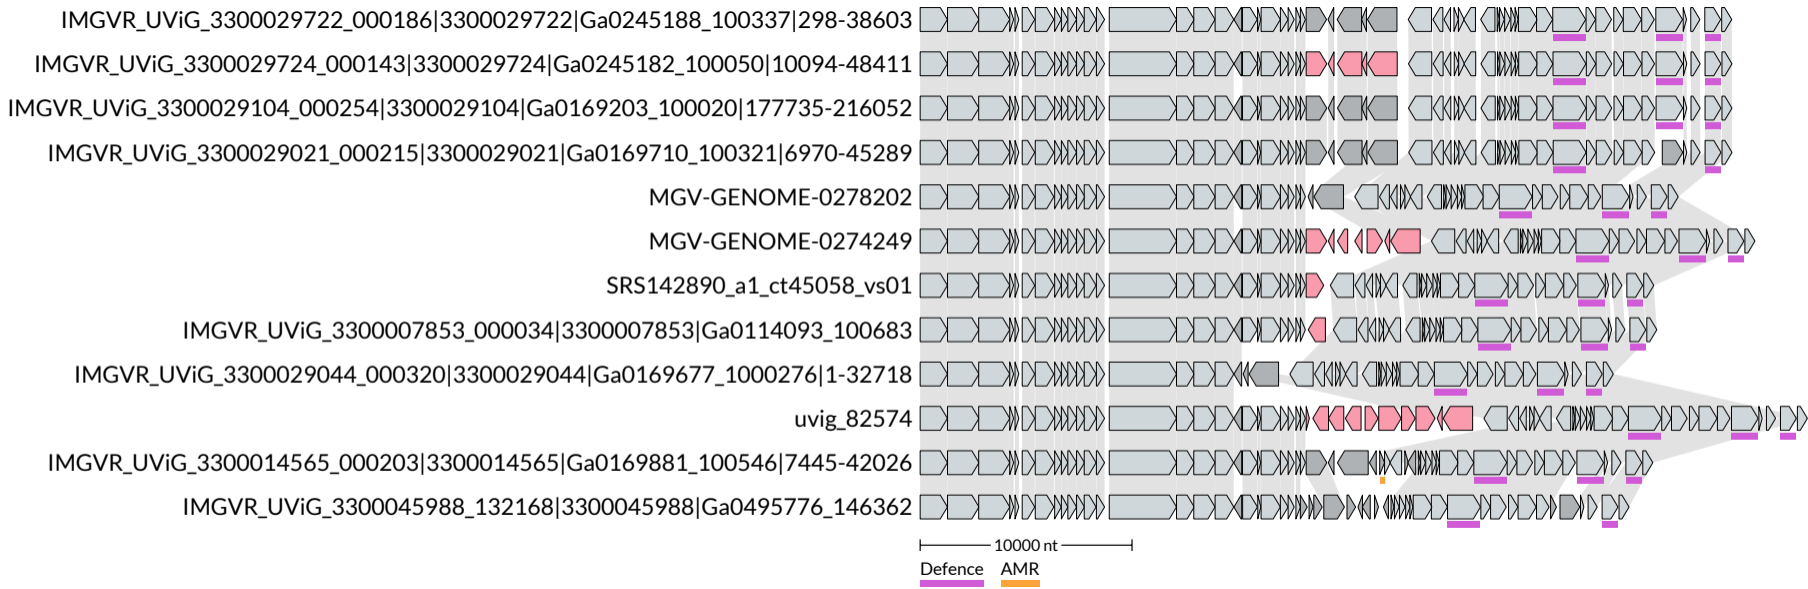 IMGVR_UViG_3300029722_000186|3300029722|Ga0245188_100337|298-38603
IMGVR_UViG_3300029724_000143|3300029724|Ga0245182_100050|10094-48411
IMGVR_UViG_3300029104_000254|3300029104|Ga0169203_100020|177735-216052
IMGVR_UViG_3300029021_000215|3300029021|Ga0169710_100321|6970-45289
MGV-GENOME-0278202
MGV-GENOME-0274249
SRS142890_a1_ct45058_vs01
IMGVR_UViG_3300007853_000034|3300007853|Ga0114093_100683
IMGVR_UViG_3300029044_000320|3300029044|Ga0169677_1000276|1-32718
uvig_82574
IMGVR_UViG_3300014565_000203|3300014565|Ga0169881_100546|7445-42026
IMGVR_UViG_3300045988_132168|3300045988|Ga0495776_146362
10000 nt
Defence AMR